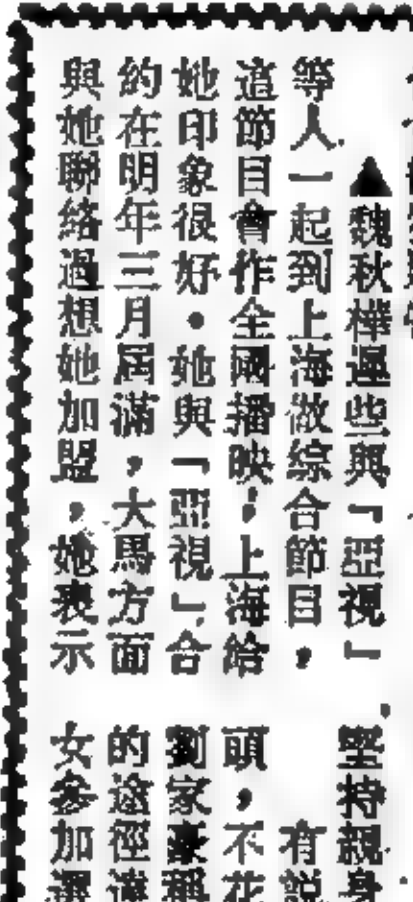 ▲魏秋樺遲些與「亞視」
等人一起到上海做綜合節目，
這節目會作全國播映，上海給
她印象很好。她與「亞視」合
約在明年三月屆滿，大馬方面
與她聯絡過想她加盟，她表示
堅持親身
有說
頭，不花
劉家豪稱
的途徑達
女參加選